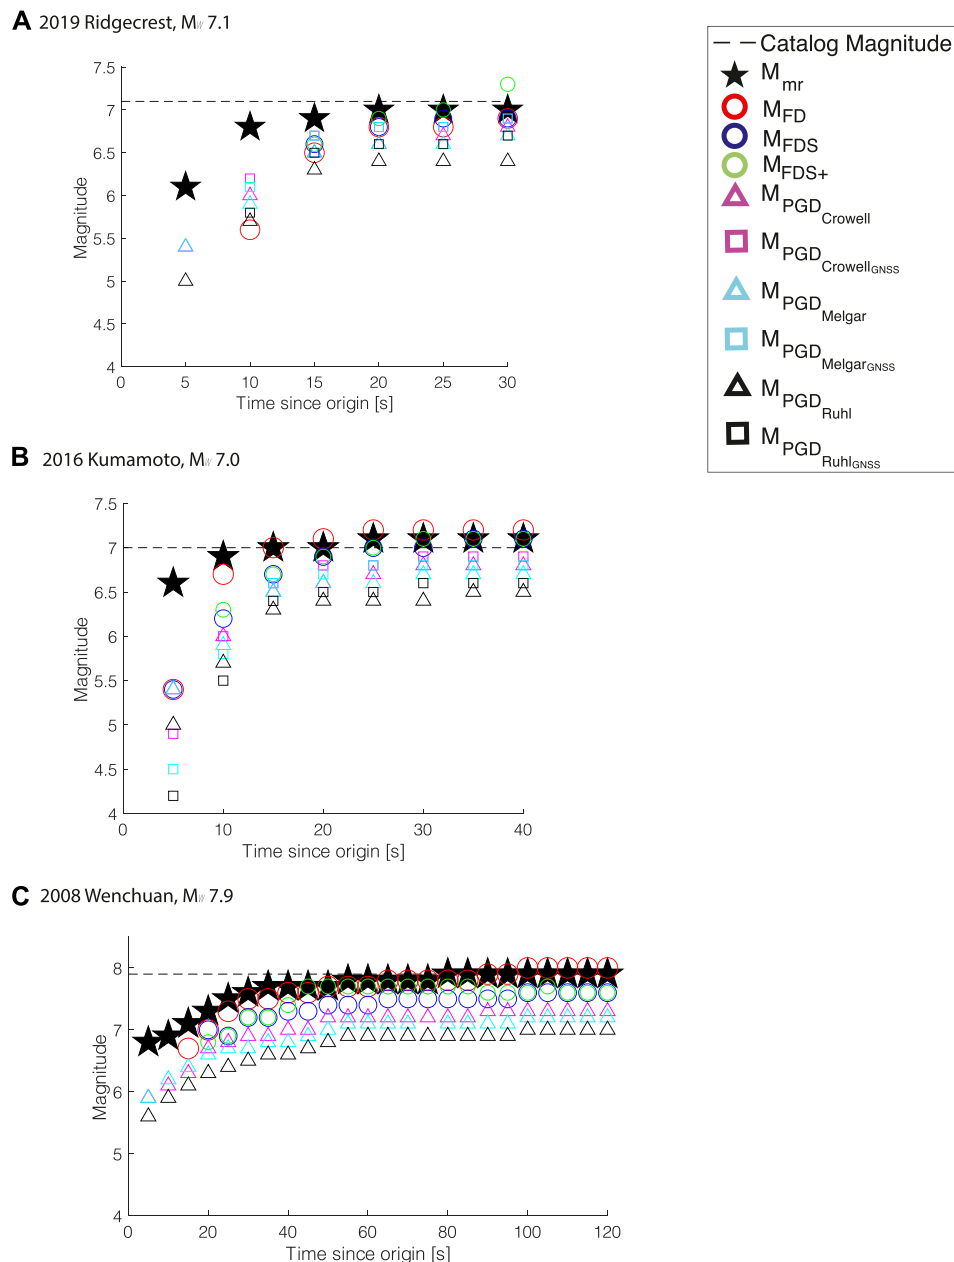 A 2019 Ridgecrest, MW 7.1
7.5
7
6.5
6
5.5
5
4.5
4
Magnitude
0 5 10 15 20 25 30
Time since origin [s]
Catalog Magnitude
Mmr
MFD
MFDS
MFDS+
MPGDCrowell
MPGDCrowellGNSS
MPGDMelgar
MPGDMelgarGNSS
MPGDRuhl
MPGDRuhlGNSS
B 2016 Kumamoto, MW 7.0
7.5
7
6.5
6
5.5
5
4.5
4
Magnitude
0 10 20 30 40
Time since origin [s]
C 2008 Wenchuan, MW 7.9
8
7
6
5
4
Magnitude
0 20 40 60 80 100 120
Time since origin [s]